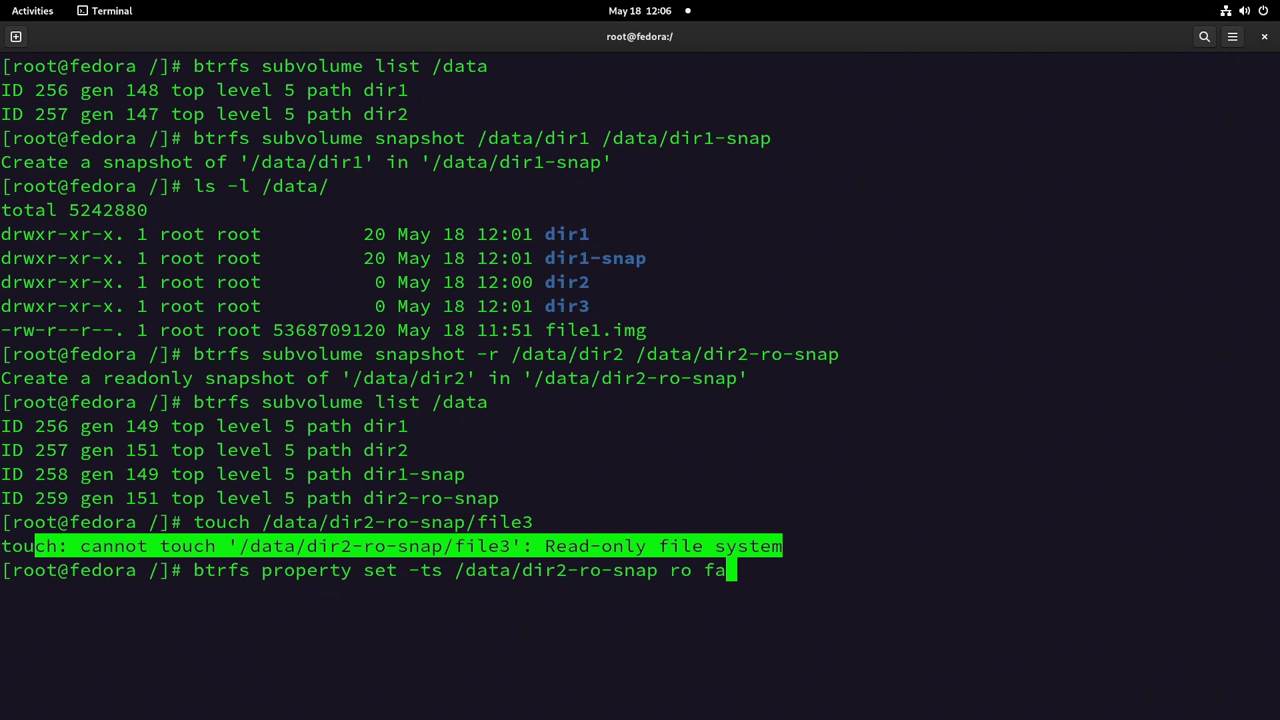 Activities
Terminal
May 18 12:06
root@fedora:/
[root@fedora /]# btrfs subvolume list /data
ID 256 gen 148 top level 5 path dir1
ID 257 gen 147 top level 5 path dir2
[root@fedora /]# btrfs subvolume snapshot /data/dir1 /data/dir1-snap
Create a snapshot of '/data/dir1' in '/data/dir1-snap'
[root@fedora /]# ls -l /data/
total 5242880
drwxr-xr-x. 1 root root         20 May 18 12:01 dir1
drwxr-xr-x. 1 root root         20 May 18 12:01 dir1-snap
drwxr-xr-x. 1 root root          0 May 18 12:00 dir2
drwxr-xr-x. 1 root root          0 May 18 12:01 dir3
-rw-r--r--. 1 root root 5368709120 May 18 11:51 file1.img
[root@fedora /]# btrfs subvolume snapshot -r /data/dir2 /data/dir2-ro-snap
Create a readonly snapshot of '/data/dir2' in '/data/dir2-ro-snap'
[root@fedora /]# btrfs subvolume list /data
ID 256 gen 149 top level 5 path dir1
ID 257 gen 151 top level 5 path dir2
ID 258 gen 149 top level 5 path dir1-snap
ID 259 gen 151 top level 5 path dir2-ro-snap
[root@fedora /]# touch /data/dir2-ro-snap/file3
touch: cannot touch '/data/dir2-ro-snap/file3': Read-only file system
[root@fedora /]# btrfs property set -ts /data/dir2-ro-snap ro fa